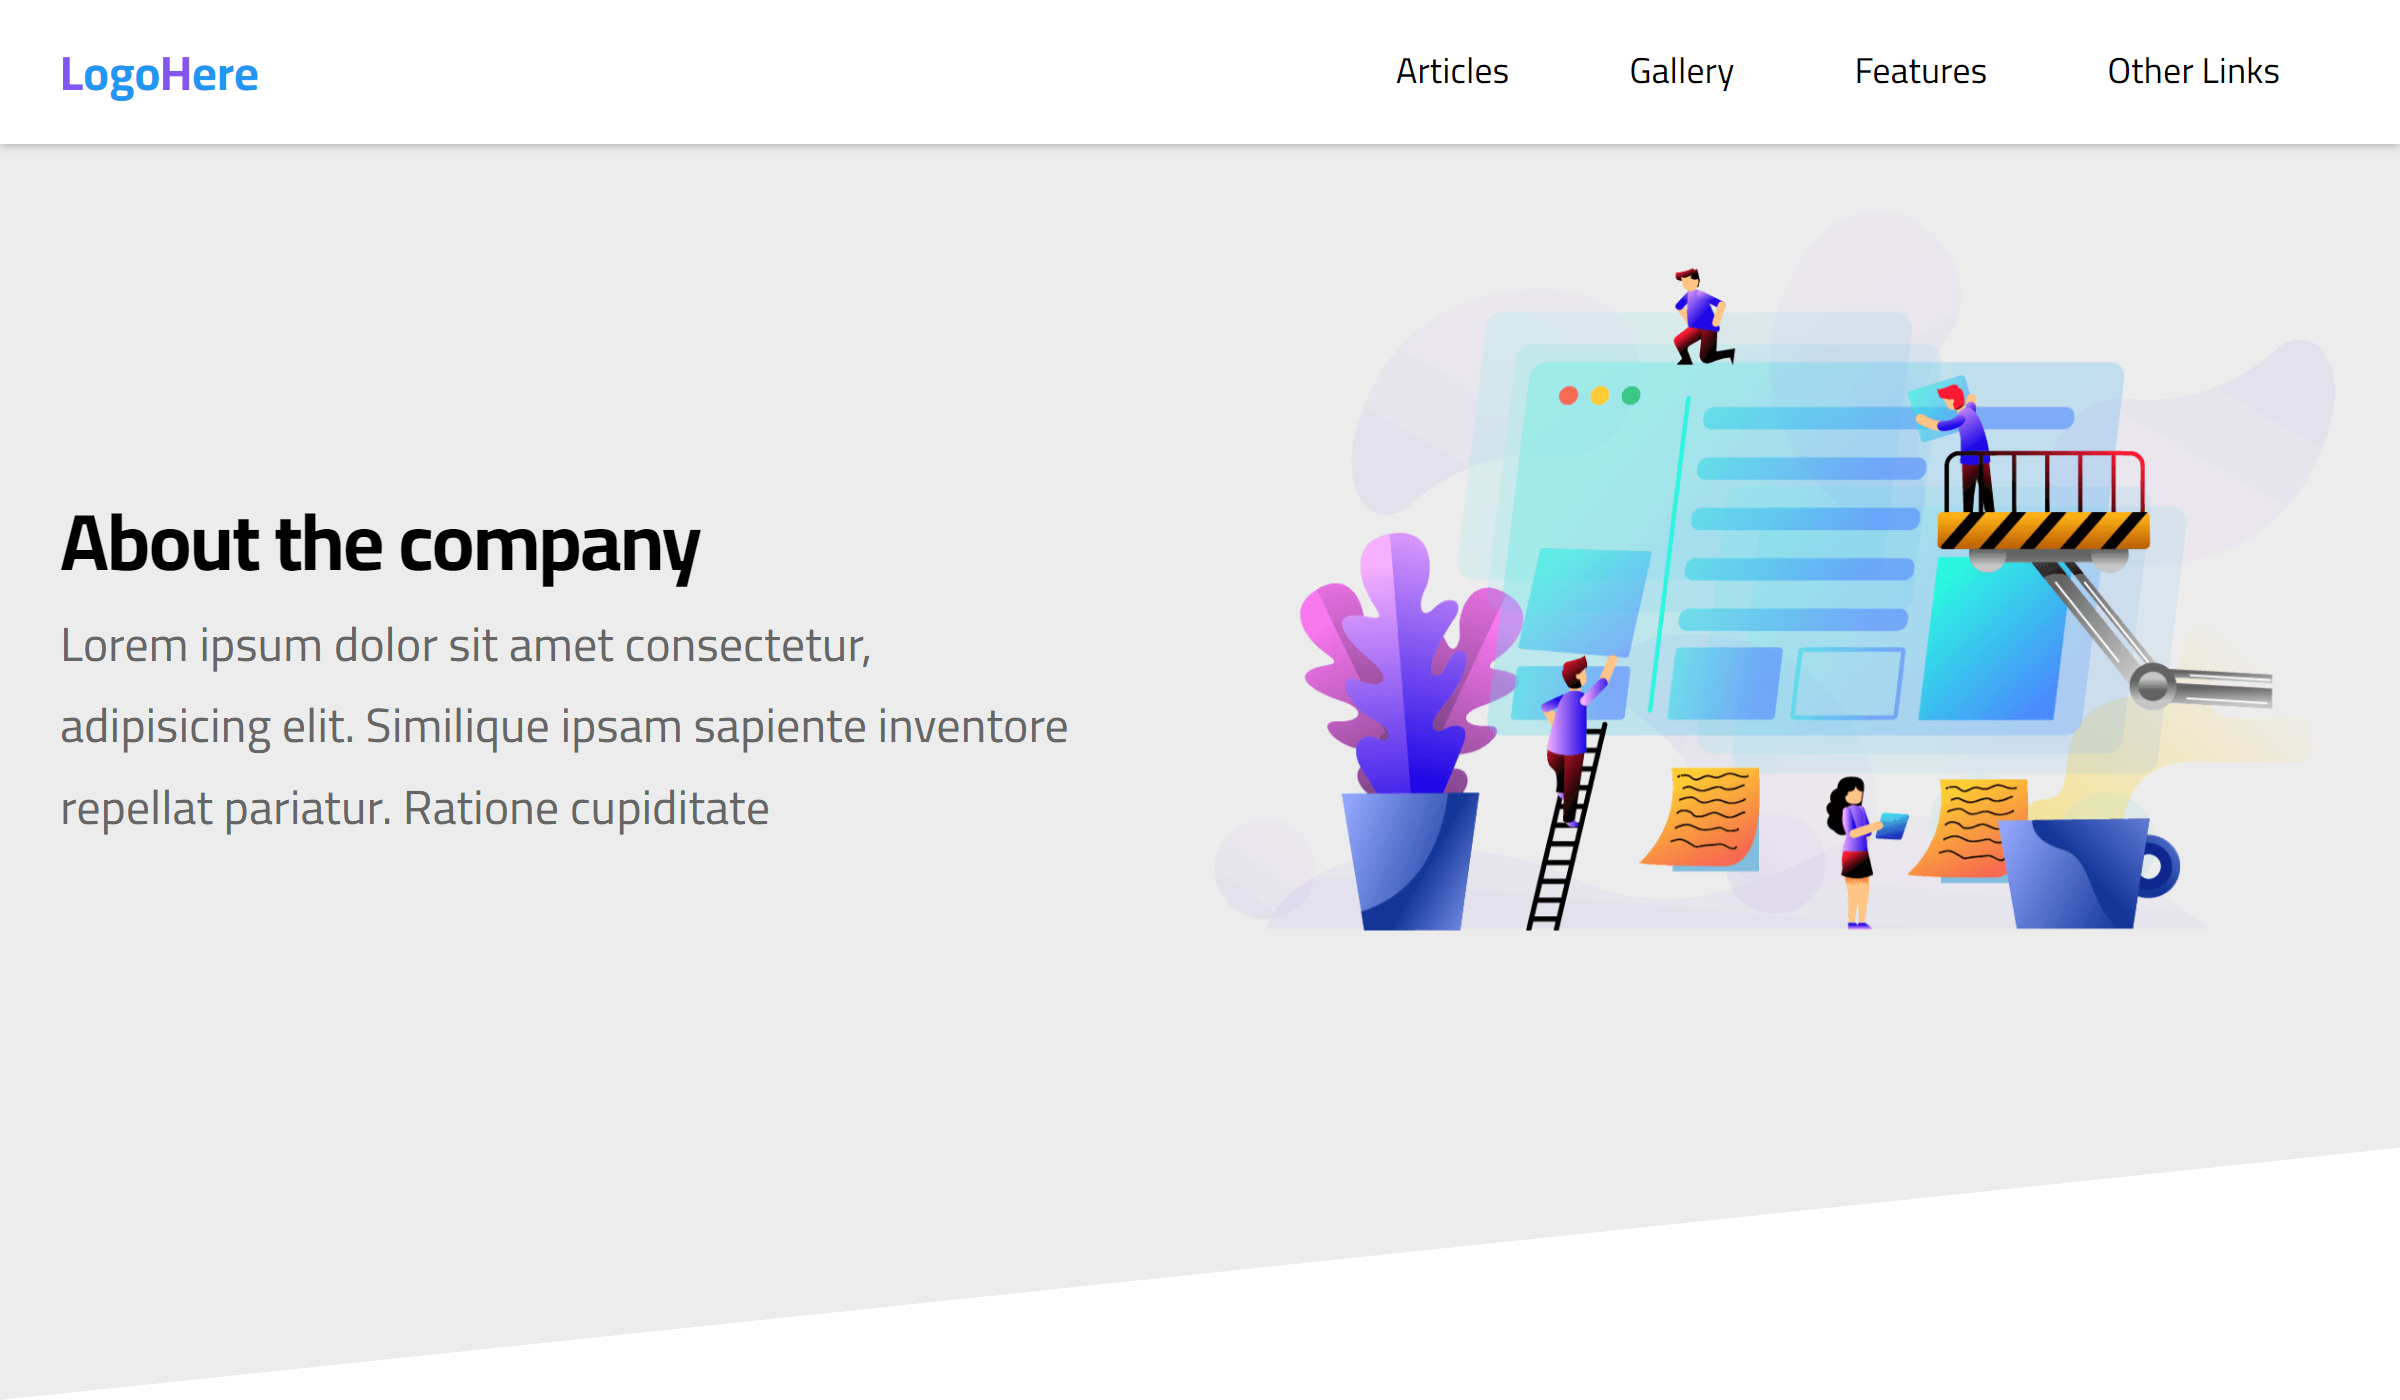 LogoHere
Articles Gallery Features Other Links
About the company
Lorem ipsum dolor sit amet consectetur,
adipisicing elit. Similique ipsam sapiente inventore
repellat pariatur. Ratione cupiditate